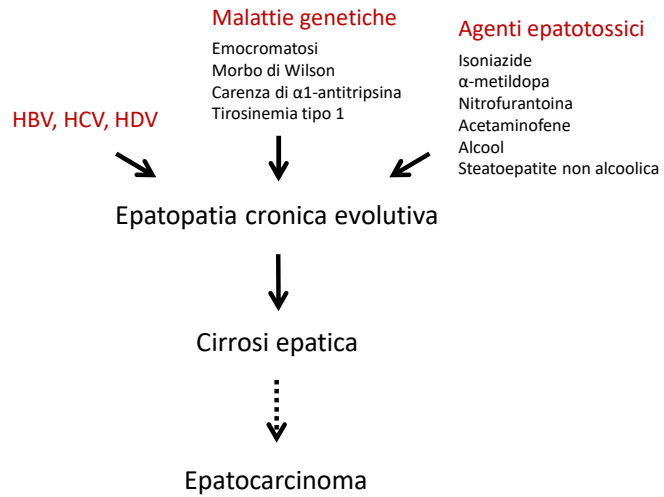 Malattie genetiche
Emocromatosi
Morbo di Wilson
Carenza di α1-antitripsina
Tirosinemia tipo 1
Agenti epatotossici
Isoniazide
α-metildopa
Nitrofurantoina
Acetaminofene
Alcool
Steatoepatite non alcoolica
HBV, HCV, HDV
Epatopatia cronica evolutiva
Cirrosi epatica
Epatocarcinoma